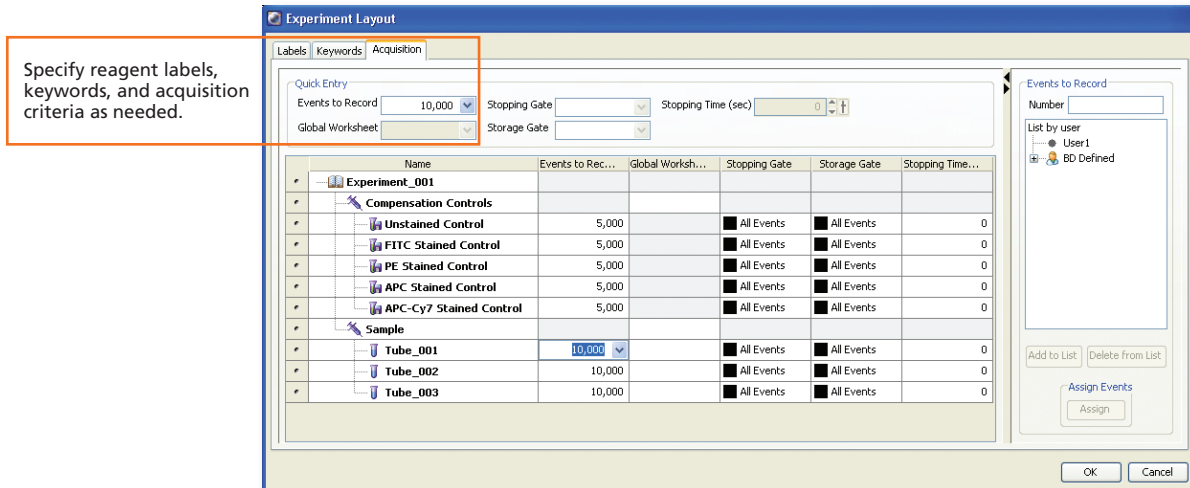 Experiment Layout
Specify reagent labels,
keywords, and acquisition
criteria as needed.
Labels Keywords Acquisition
Quick Entry
Events to Record 10,000 Stopping Gate Stopping Time (sec) 0
Global Worksheet Storage Gate
Name Events to Rec... Global Worksh... Stopping Gate Storage Gate Stopping Time...
Experiment_001
Compensation Controls
Unstained Control 5,000 All Events All Events 0
FITC Stained Control 5,000 All Events All Events 0
PE Stained Control 5,000 All Events All Events 0
APC Stained Control 5,000 All Events All Events 0
APC-Cy7 Stained Control 5,000 All Events All Events 0
Sample
Tube_001 10,000 All Events All Events 0
Tube_002 10,000 All Events All Events 0
Tube_003 10,000 All Events All Events 0
Events to Record
Number
List by user
User1
BD Defined
Add to List Delete from List
Assign Events
Assign
OK Cancel